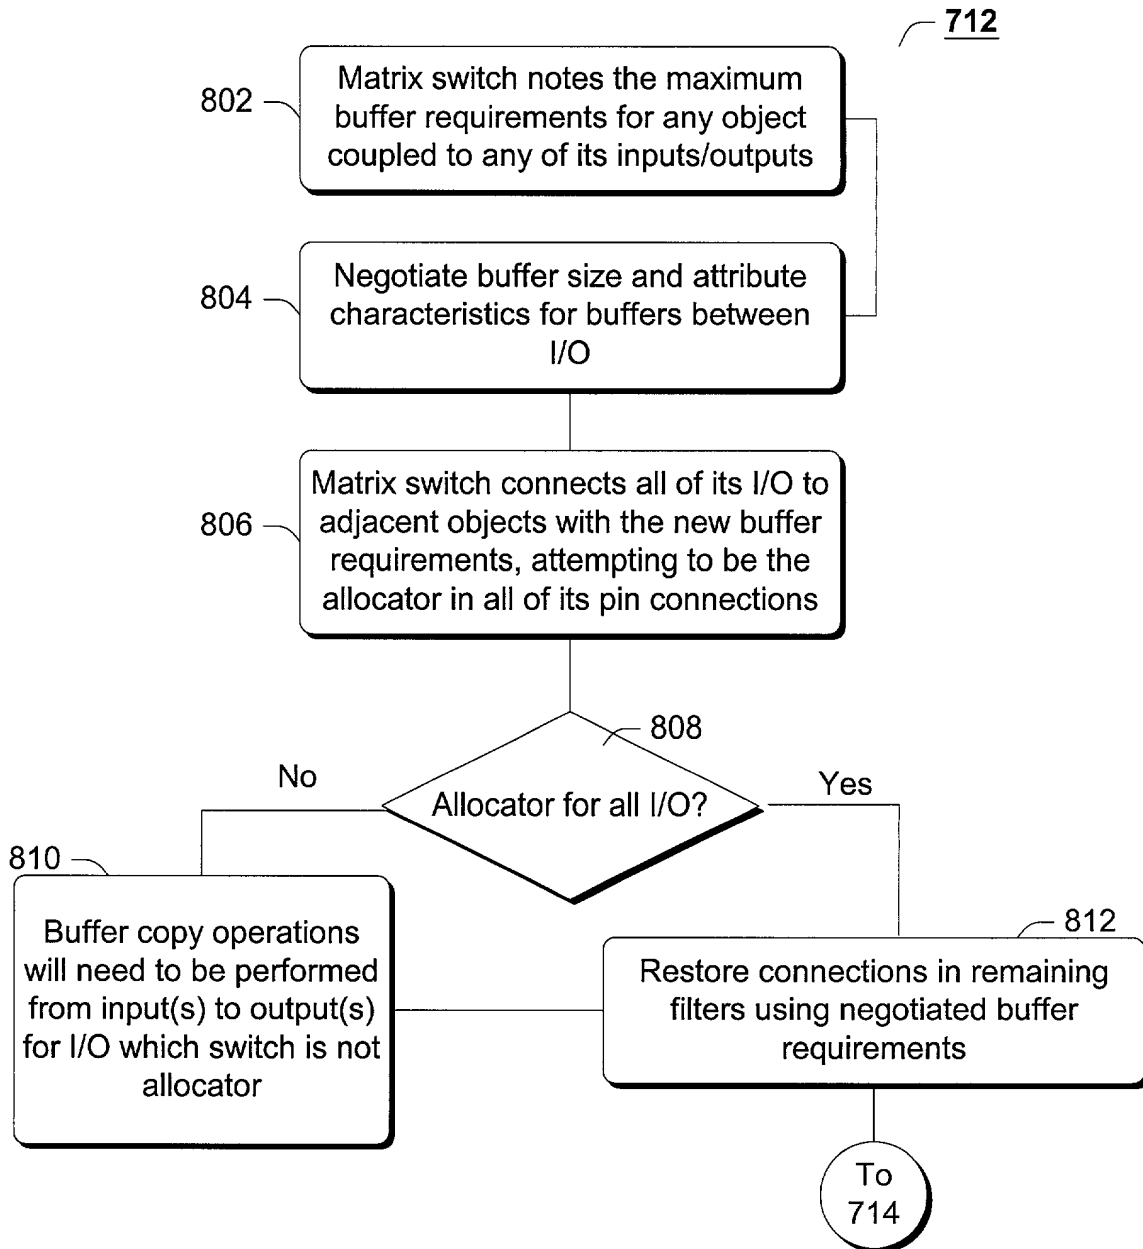 712
802
Matrix switch notes the maximum
buffer requirements for any object
coupled to any of its inputs/outputs
804
Negotiate buffer size and attribute
characteristics for buffers between
I/O
806
Matrix switch connects all of its I/O to
adjacent objects with the new buffer
requirements, attempting to be the
allocator in all of its pin connections
808
Allocator for all I/O?
No
Yes
810
Buffer copy operations
will need to be performed
from input(s) to output(s)
for I/O which switch is not
allocator
812
Restore connections in remaining
filters using negotiated buffer
requirements
To
714